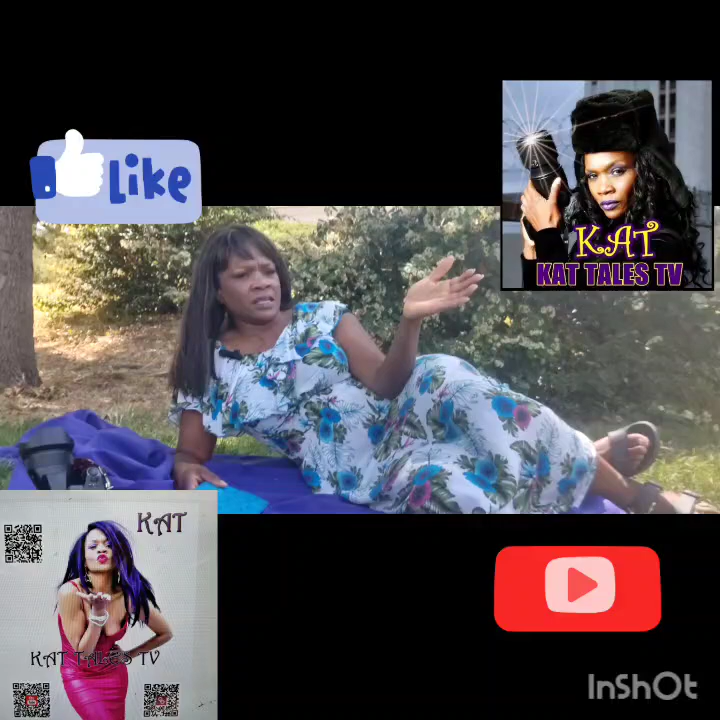 Like
KAT
KAT TALES TV
KAT
KAT TALES TV
InShOt